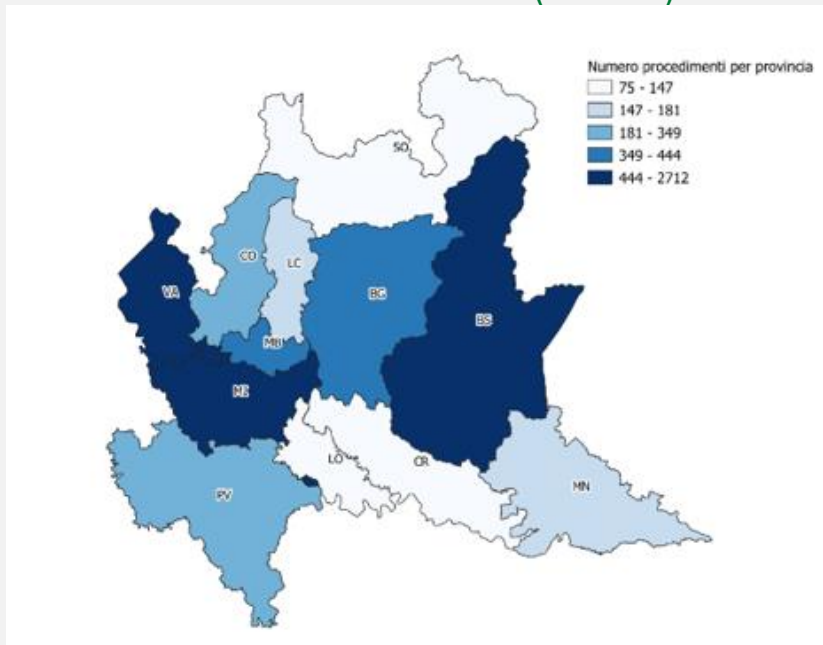 Numero procedimenti per provincia
75 - 147
147 - 181
181 - 349
349 - 444
444 - 2712
SO
CO
LC
VA
BG
BS
MB
MI
LO
CR
PV
MN